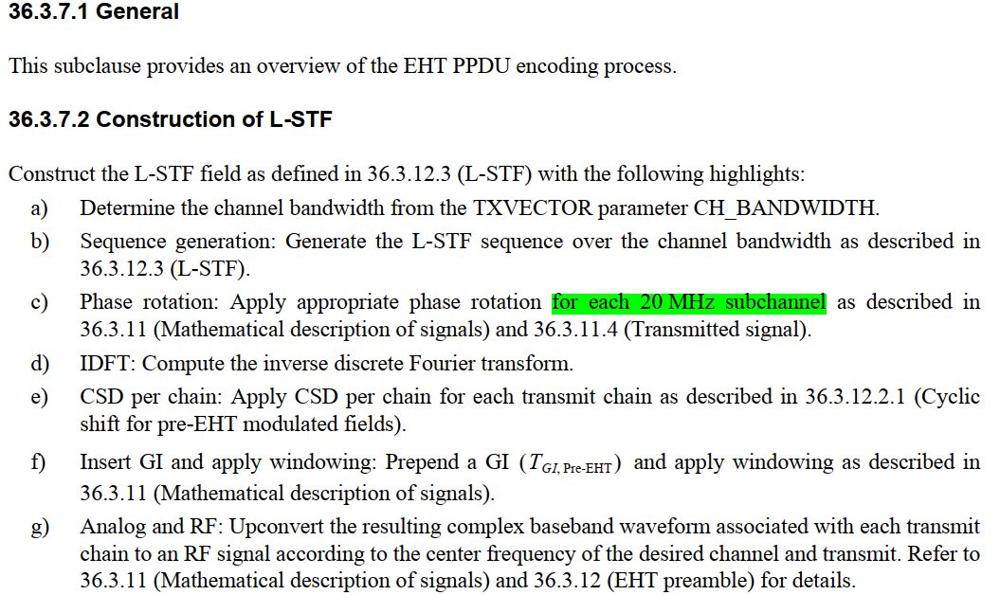 36.3.7.1 General
This subclause provides an overview of the EHT PPDU encoding process.
36.3.7.2 Construction of L-STF
Construct the L-STF field as defined in 36.3.12.3 (L-STF) with the following highlights:
a) Determine the channel bandwidth from the TXVECTOR parameter CH_BANDWIDTH.
b) Sequence generation: Generate the L-STF sequence over the channel bandwidth as described in
36.3.12.3 (L-STF).
c) Phase rotation: Apply appropriate phase rotation for each 20 MHz subchannel as described in
36.3.11 (Mathematical description of signals) and 36.3.11.4 (Transmitted signal).
d) IDFT: Compute the inverse discrete Fourier transform.
e) CSD per chain: Apply CSD per chain for each transmit chain as described in 36.3.12.2.1 (Cyclic
shift for pre-EHT modulated fields).
f) Insert GI and apply windowing: Prepend a GI (T_GI, Pre-EHT) and apply windowing as described in
36.3.11 (Mathematical description of signals).
g) Analog and RF: Upconvert the resulting complex baseband waveform associated with each transmit
chain to an RF signal according to the center frequency of the desired channel and transmit. Refer to
36.3.11 (Mathematical description of signals) and 36.3.12 (EHT preamble) for details.